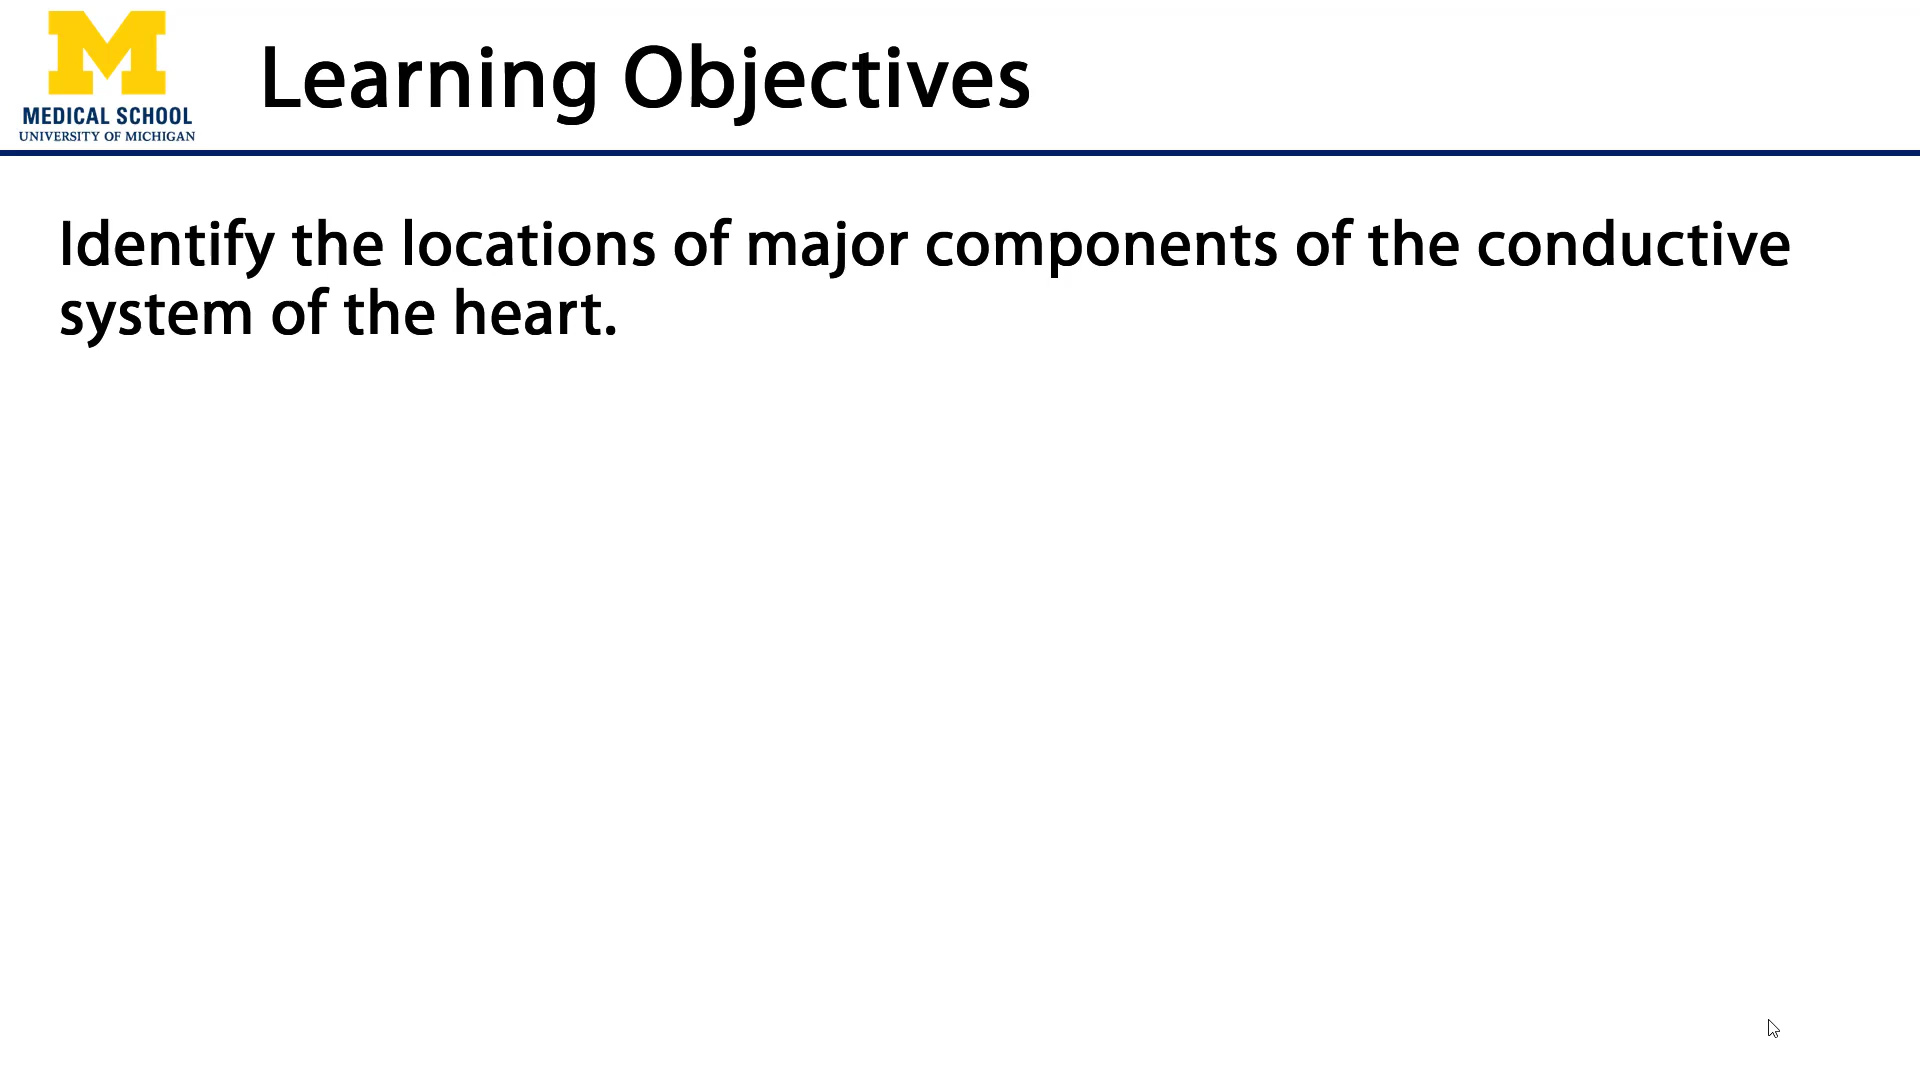 M
MEDICAL SCHOOL
UNIVERSITY OF MICHIGAN
Learning Objectives
Identify the locations of major components of the conductive
system of the heart.